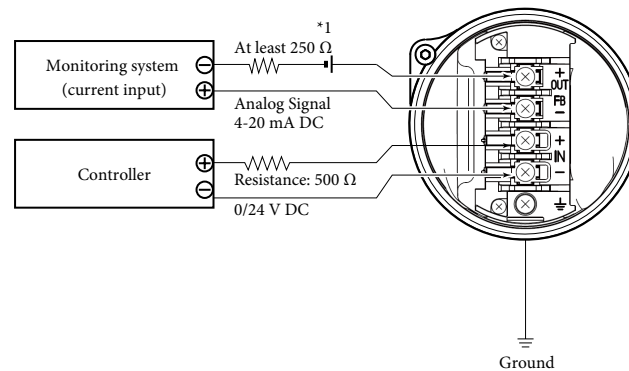 *1
At least 250 Ω
Monitoring system
(current input)
Analog Signal
4-20 mA DC
Controller
Resistance: 500 Ω
0/24 V DC
+
OUT
FB
−
+
IN
−
Ground